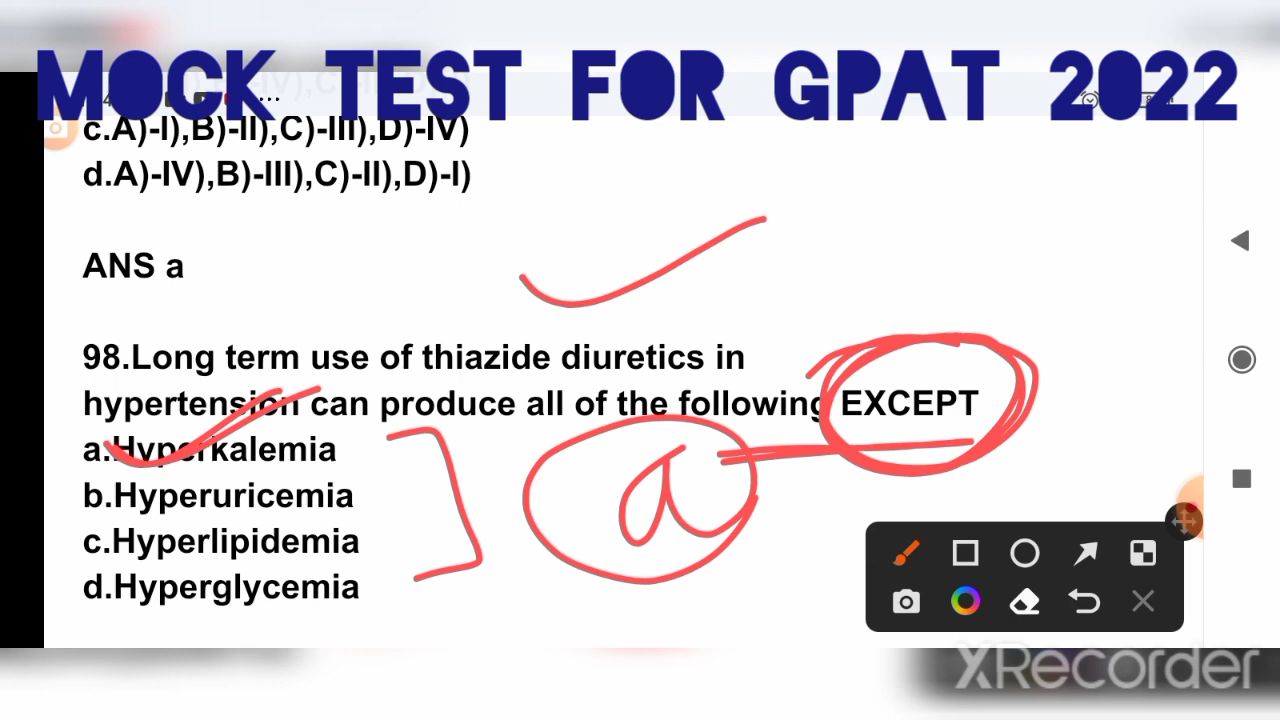 MOCK TEST FOR GPAT 2022
c.A)-I),B)-II),C)-III),D)-IV)
d.A)-IV),B)-III),C)-II),D)-I)
ANS a
98.Long term use of thiazide diuretics in
hypertension can produce all of the following EXCEPT
a.Hyperkalemia
b.Hyperuricemia
c.Hyperlipidemia
d.Hyperglycemia
a
XRecorder